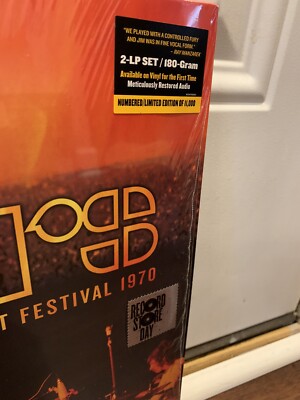 "WE PLAYED WITH A CONTROLLED FURY
AND JIM WAS IN FINE VOCAL FORM."
– RAY MANZAREK
2-LP SET / 180-Gram
Available on Vinyl for the First Time
Meticulously Restored Audio
NUMBERED/LIMITED EDITION OF 11,000
T FESTIVAL 1970
RECORD
STORE
DAY